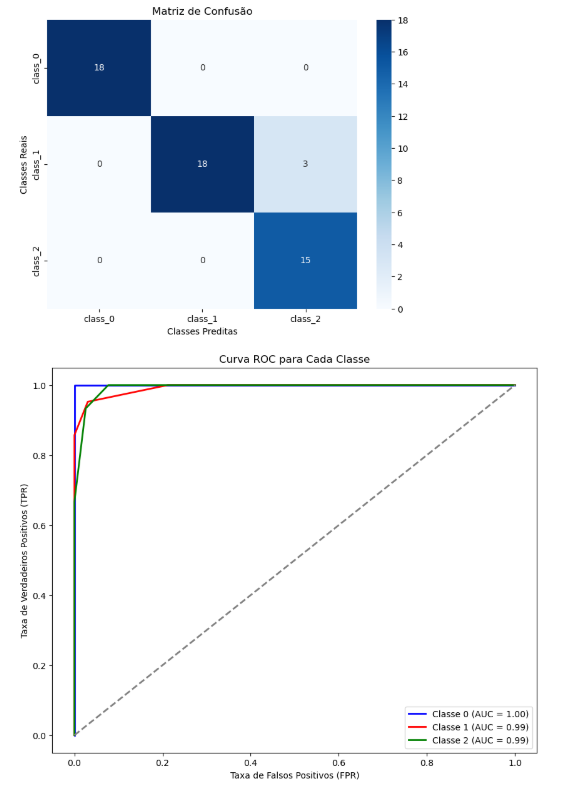 Matriz de Confusão
class_0
class_1
class_2
Classes Reais
18 0 0
0 18 3
0 0 15
class_0 class_1 class_2
Classes Preditas
18
16
14
12
10
8
6
4
2
0
Curva ROC para Cada Classe
Taxa de Verdadeiros Positivos (TPR)
1.0
0.8
0.6
0.4
0.2
0.0
Classe 0 (AUC = 1.00)
Classe 1 (AUC = 0.99)
Classe 2 (AUC = 0.99)
0.0 0.2 0.4 0.6 0.8 1.0
Taxa de Falsos Positivos (FPR)